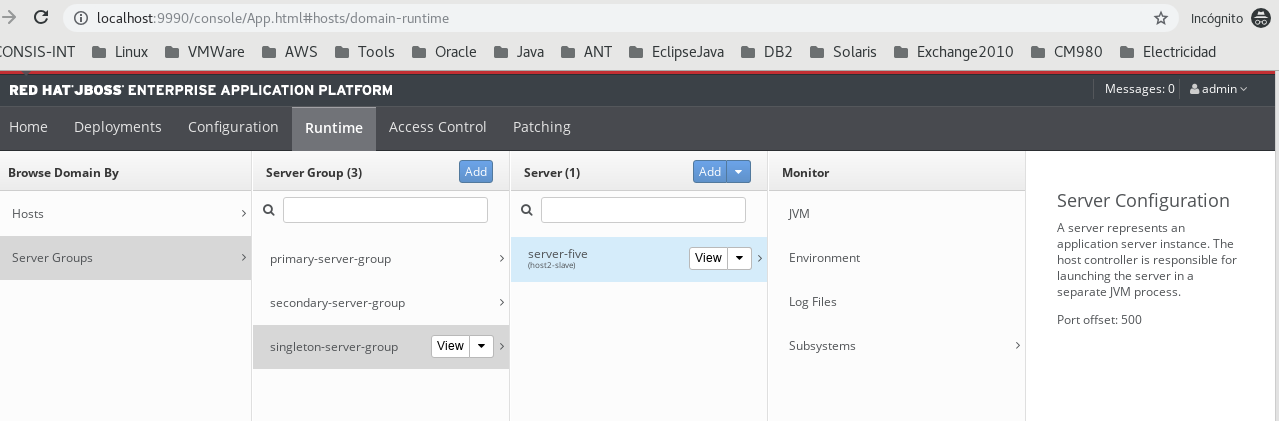 localhost:9990/console/App.html#hosts/domain-runtime Incógnito
CONSIS-INT Linux VMWare AWS Tools Oracle Java ANT EclipseJava DB2 Solaris Exchange2010 CM980 Electricidad
RED HAT JBOSS ENTERPRISE APPLICATION PLATFORM Messages: 0 admin
Home Deployments Configuration Runtime Access Control Patching
Browse Domain By Server Group (3) Add Server (1) Add Monitor
Hosts JVM
Server Configuration
A server represents an
application server instance. The
host controller is responsible for
launching the server in a
separate JVM process.
Port offset: 500
Server Groups primary-server-group server-five View Environment
(host2-slave)
secondary-server-group Log Files
singleton-server-group View Subsystems